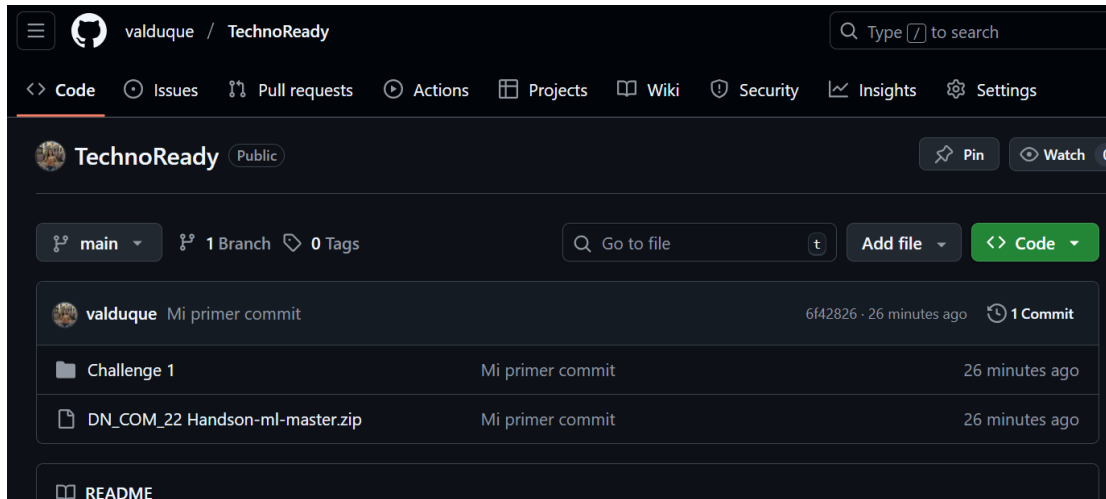 valduque / TechnoReady Type / to search
Code Issues Pull requests Actions Projects Wiki Security Insights Settings
TechnoReady Public Pin Watch 0
main 1 Branch 0 Tags Go to file t Add file Code
valduque Mi primer commit 6f42826 · 26 minutes ago 1 Commit
Challenge 1 Mi primer commit 26 minutes ago
DN_COM_22 Handson-ml-master.zip Mi primer commit 26 minutes ago
README